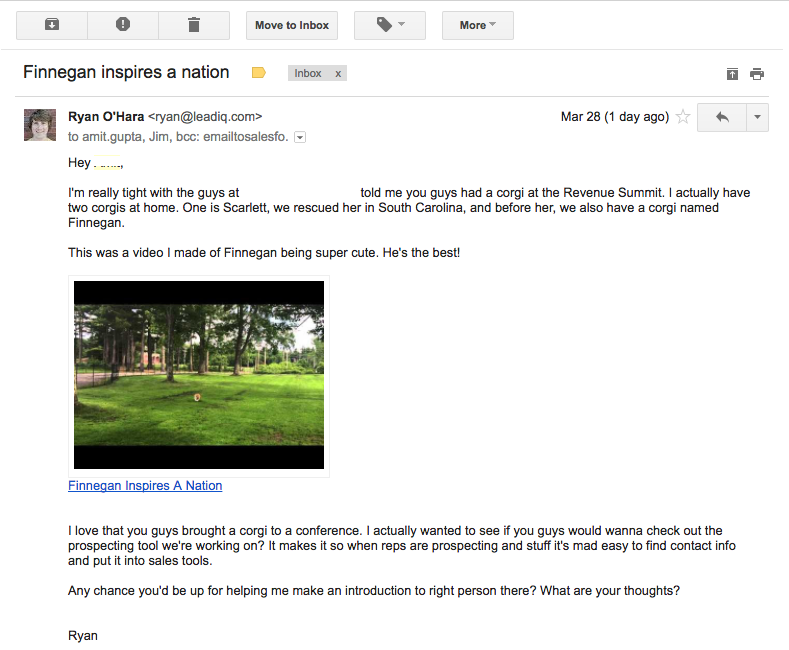 Move to Inbox
More
Finnegan inspires a nation
Inbox x
Ryan O'Hara <ryan@leadiq.com>
Mar 28 (1 day ago)
to amit.gupta, Jim, bcc: emailtosalesfo.
Hey ,
I'm really tight with the guys at told me you guys had a corgi at the Revenue Summit. I actually have
two corgis at home. One is Scarlett, we rescued her in South Carolina, and before her, we also have a corgi named
Finnegan.
This was a video I made of Finnegan being super cute. He's the best!
Finnegan Inspires A Nation
I love that you guys brought a corgi to a conference. I actually wanted to see if you guys would wanna check out the
prospecting tool we're working on? It makes it so when reps are prospecting and stuff it's mad easy to find contact info
and put it into sales tools.
Any chance you'd be up for helping me make an introduction to right person there? What are your thoughts?
Ryan